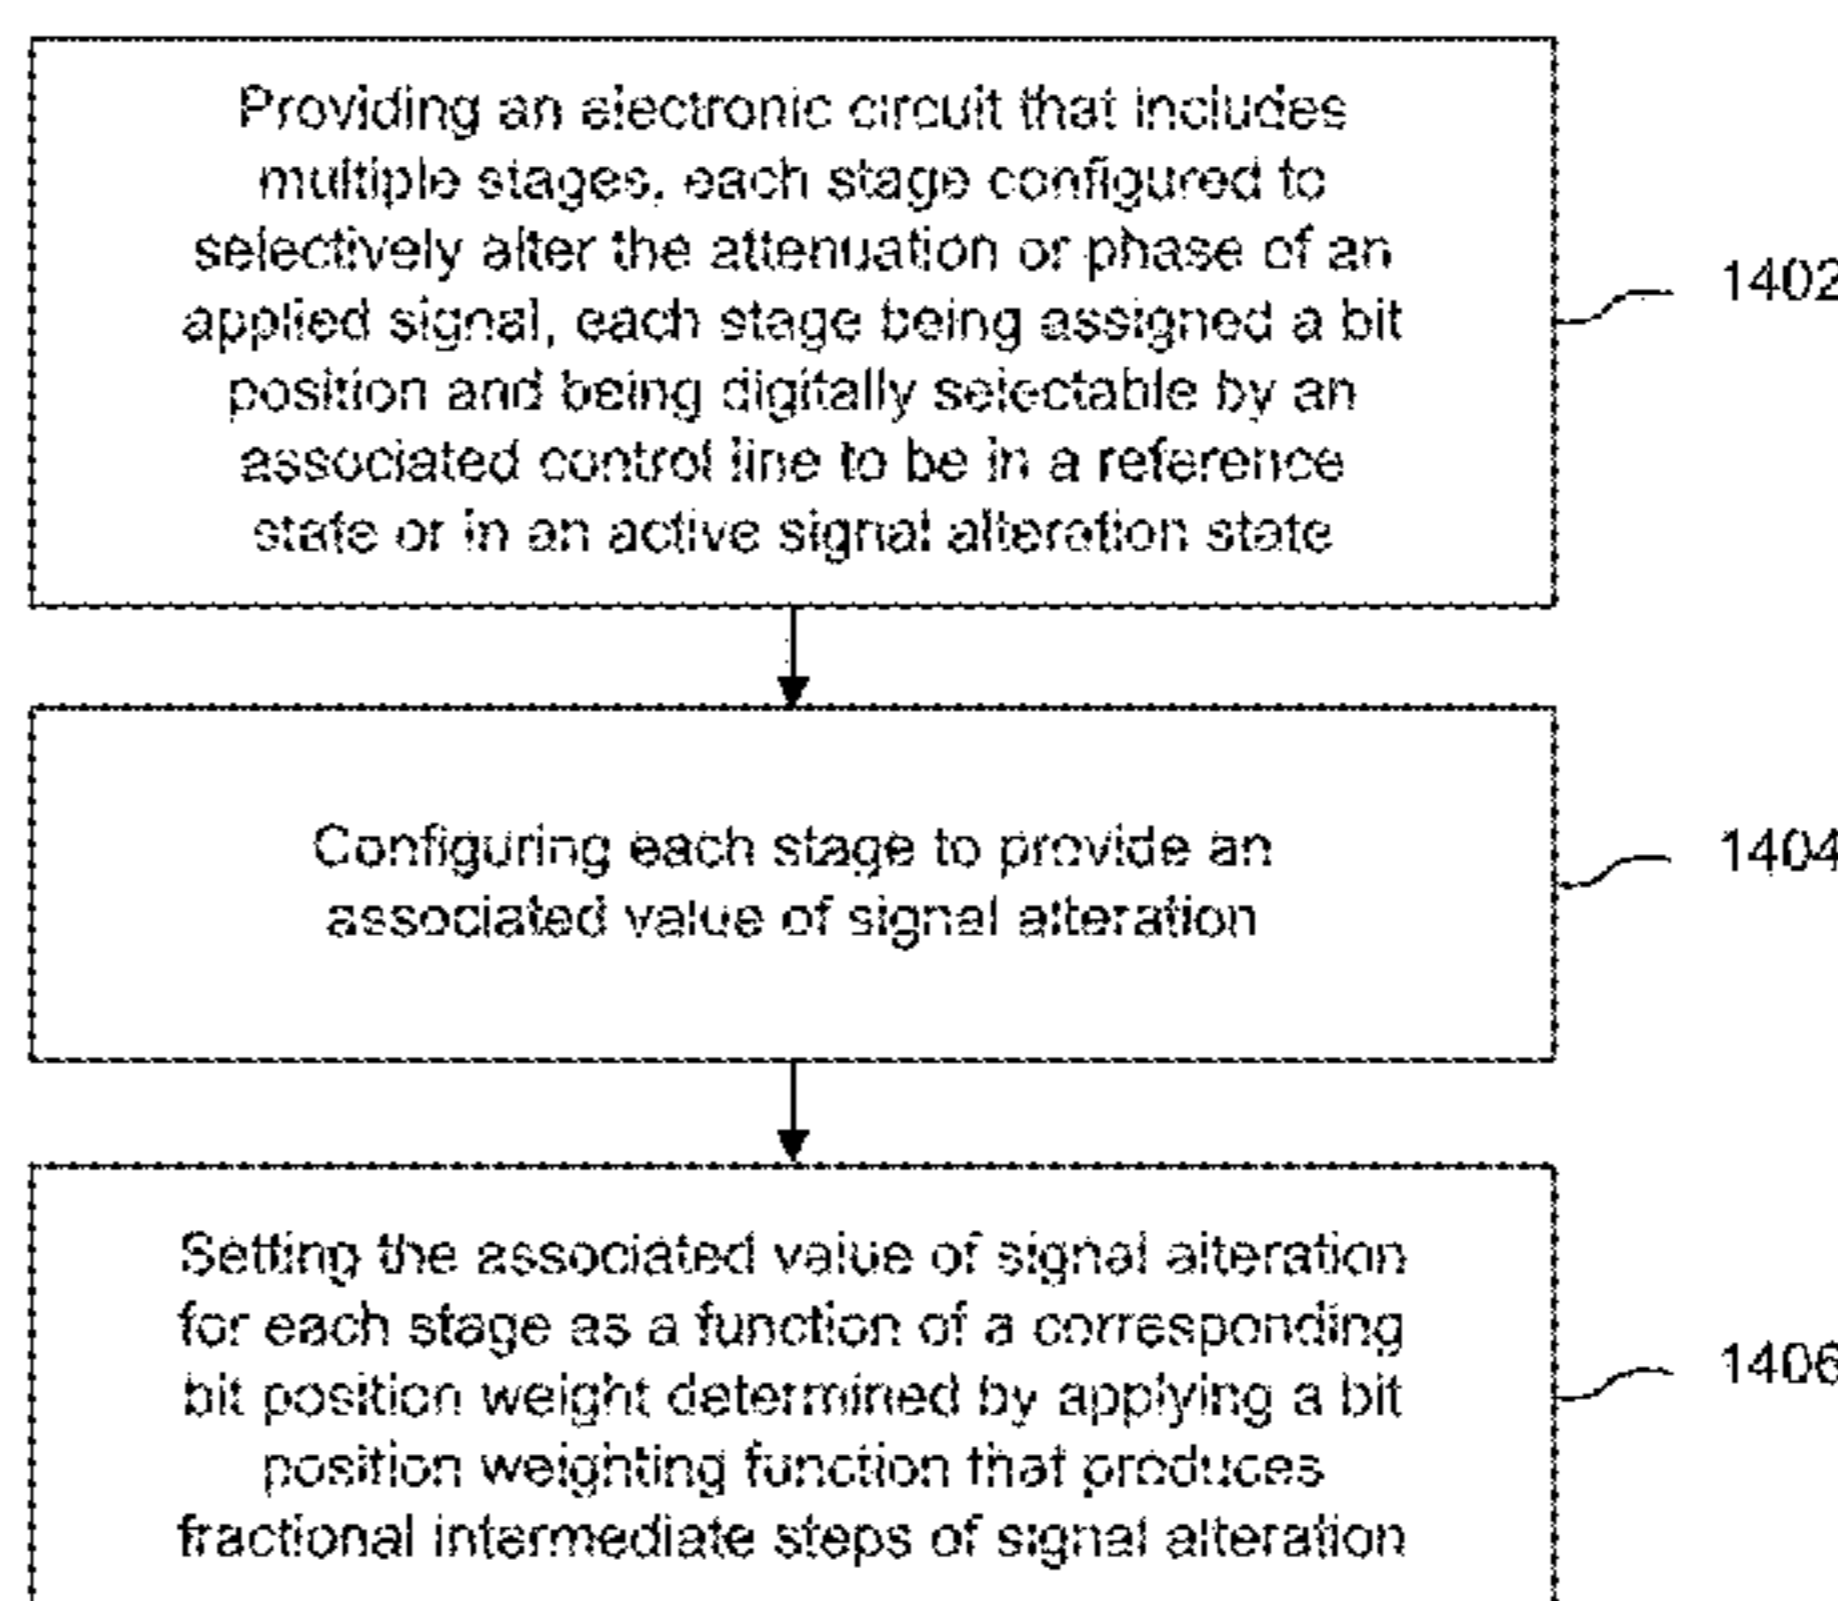 Providing an electronic circuit that includes
multiple stages, each stage configured to
selectively alter the attenuation or phase of an
applied signal, each stage being assigned a bit
position and being digitally selectable by an
associated control line to be in a reference
state or in an active signal alteration state
1402
Configuring each stage to provide an
associated value of signal alteration
1404
Setting the associated value of signal alteration
for each stage as a function of a corresponding
bit position weight determined by applying a bit
position weighting function that produces
fractional intermediate steps of signal alteration
1406